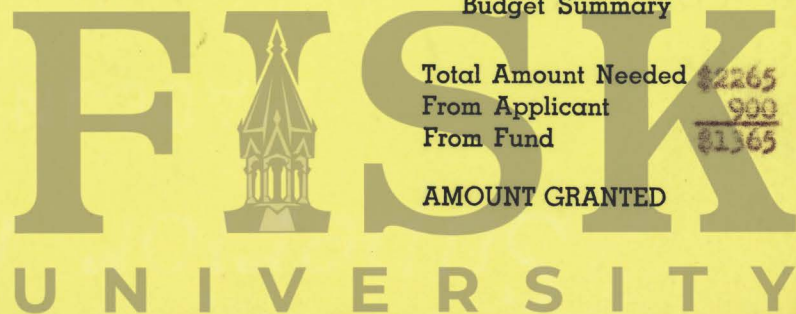 Budget Summary
Total Amount Needed $2265
From Applicant 900
From Fund $1365
AMOUNT GRANTED
FISK
UNIVERSITY